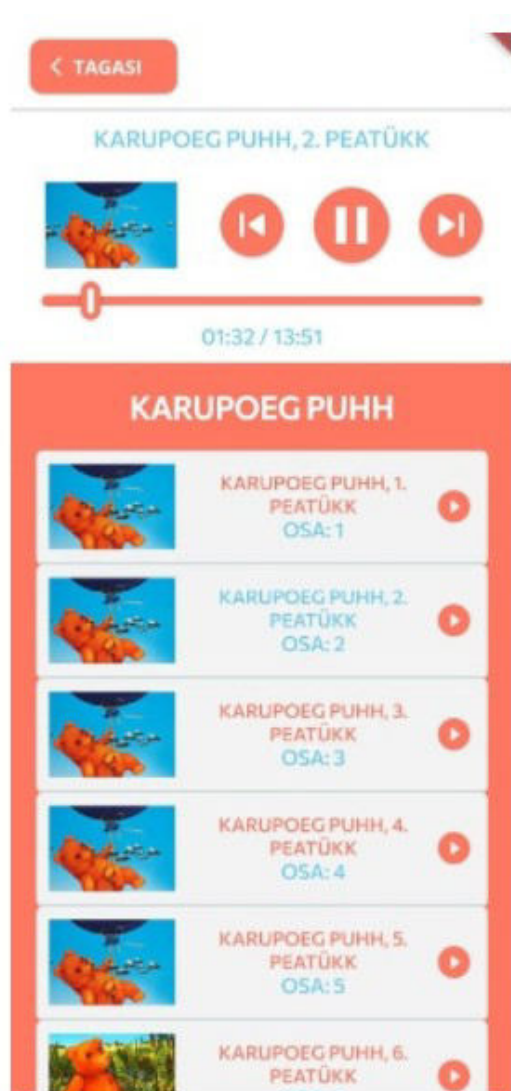 TAGASI
KARUPOEG PUHH, 2. PEATÜKK
01:32 / 13:51
KARUPOEG PUHH
KARUPOEG PUHH, 1.
PEATÜKK
OSA: 1
KARUPOEG PUHH, 2.
PEATÜKK
OSA: 2
KARUPOEG PUHH, 3.
PEATÜKK
OSA: 3
KARUPOEG PUHH, 4.
PEATÜKK
OSA: 4
KARUPOEG PUHH, 5.
PEATÜKK
OSA: 5
KARUPOEG PUHH, 6.
PEATÜKK